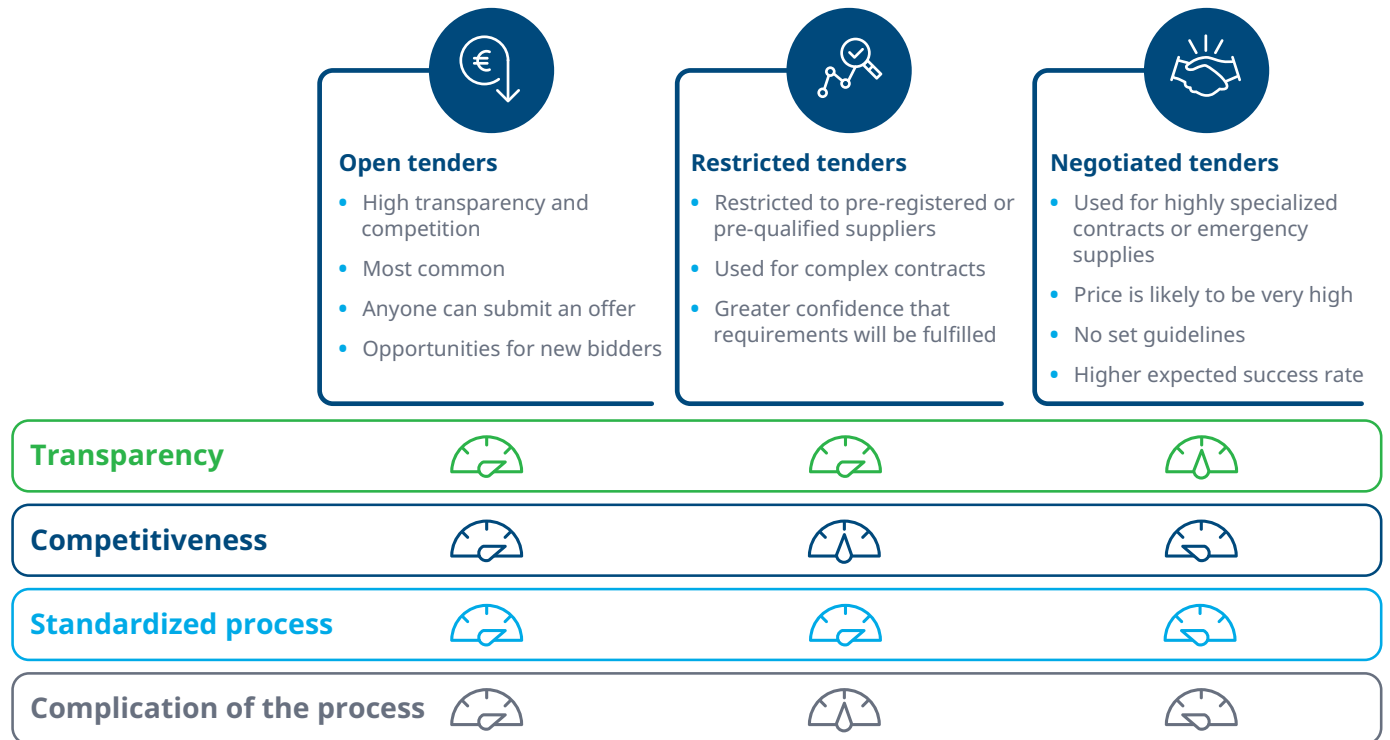 €
Open tenders
• High transparency and
competition
• Most common
• Anyone can submit an offer
• Opportunities for new bidders
Restricted tenders
• Restricted to pre-registered or
pre-qualified suppliers
• Used for complex contracts
• Greater confidence that
requirements will be fulfilled
Negotiated tenders
• Used for highly specialized
contracts or emergency
supplies
• Price is likely to be very high
• No set guidelines
• Higher expected success rate
Transparency
Competitiveness
Standardized process
Complication of the process